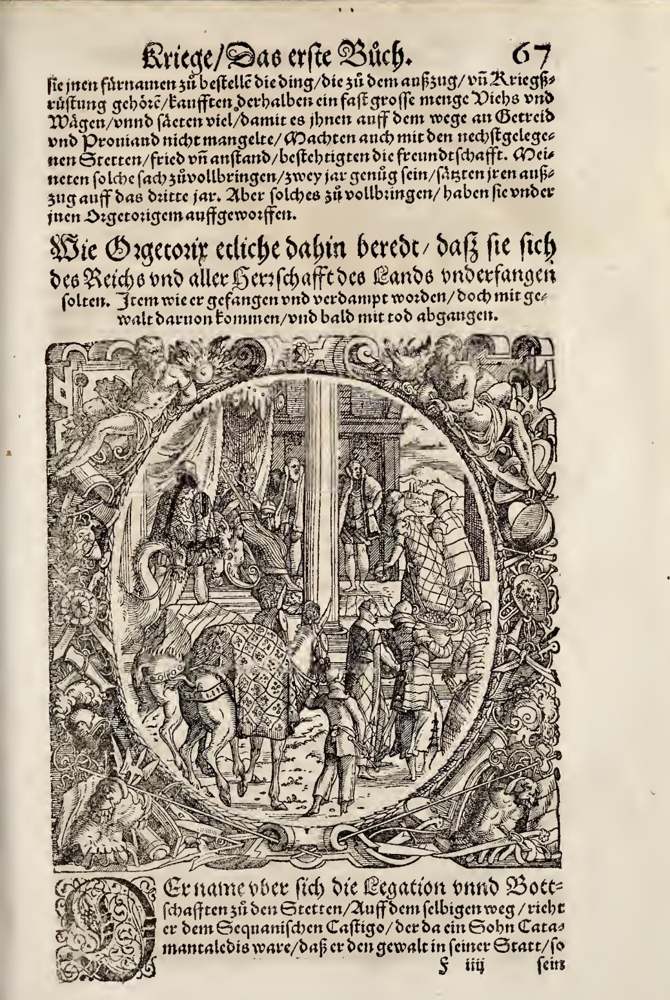 Kriege/Das erste Bůch. 67
sie jnen fürnamen zů bestellē die ding/die zů dem außzug/vñ Kriegß⸗
rüstung gehörē/kaufften derhalben ein fast grosse menge Viehs vnd
Wägen/vnnd säeten viel/damit es jhnen auff dem wege an Getreid
vnd Prouiand nicht mangelte/Machten auch mit den nechstgelege⸗
nen Stetten/fried vñ anstand/bestehtigten die freundtschafft. Mei⸗
neten solche sach zůvollbringen/zwey jar genůg sein/sätzten jren auß⸗
zug auff das dritte jar. Aber solches zů vollbringen/haben sie vnder
jnen Orgetorigem auffgeworffen.
Wie Orgetorix etliche dahin beredt/daß sie sich
des Reichs vnd aller Herrschafft des Lands vnderfangen
solten. Item wie er gefangen vnd verdampt worden/doch mit ge⸗
walt daruon kommen/vnd bald mit tod abgangen.
DEr name vber sich die Legation vnnd Bott⸗
schafften zů den Stetten/Auff dem selbigen weg/richt
er dem Sequanischen Castigo/der da ein Sohn Cata⸗
mantaledis ware/daß er den gewalt in seiner Statt/so
F iiij sein